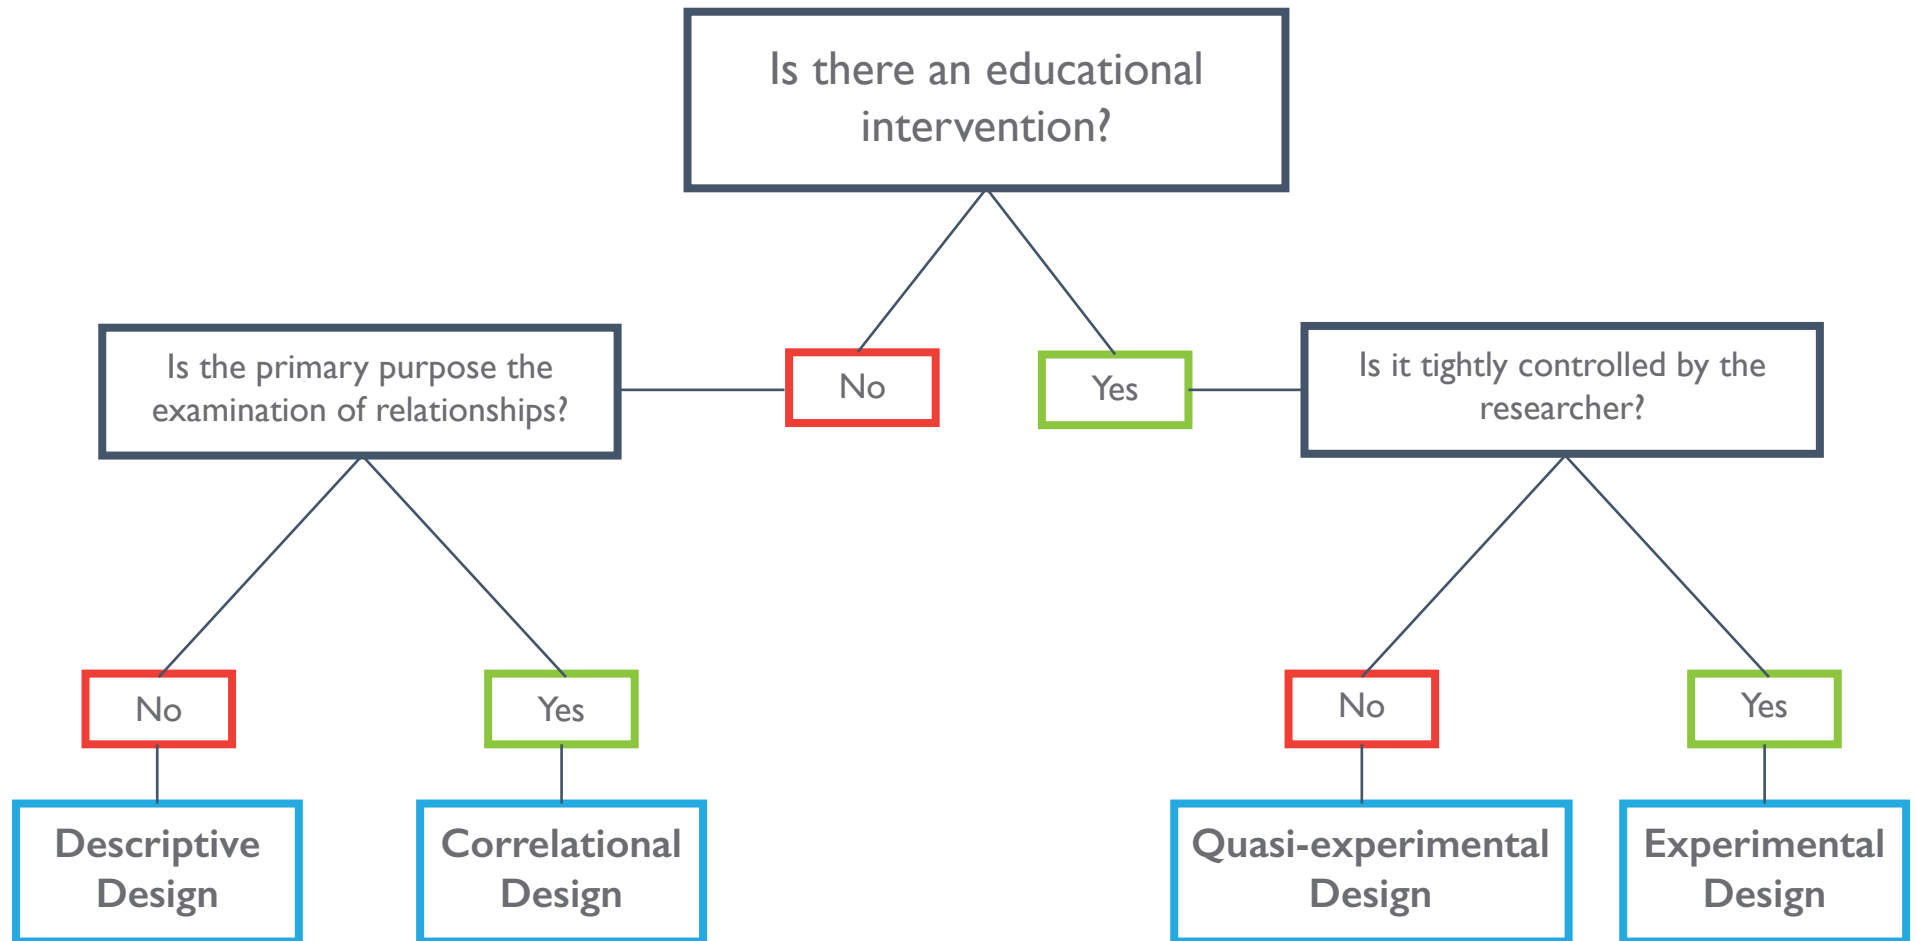 Is there an educational
intervention?
Is the primary purpose the
examination of relationships?
No
Yes
Is it tightly controlled by the
researcher?
No
Yes
No
Yes
Descriptive
Design
Correlational
Design
Quasi-experimental
Design
Experimental
Design